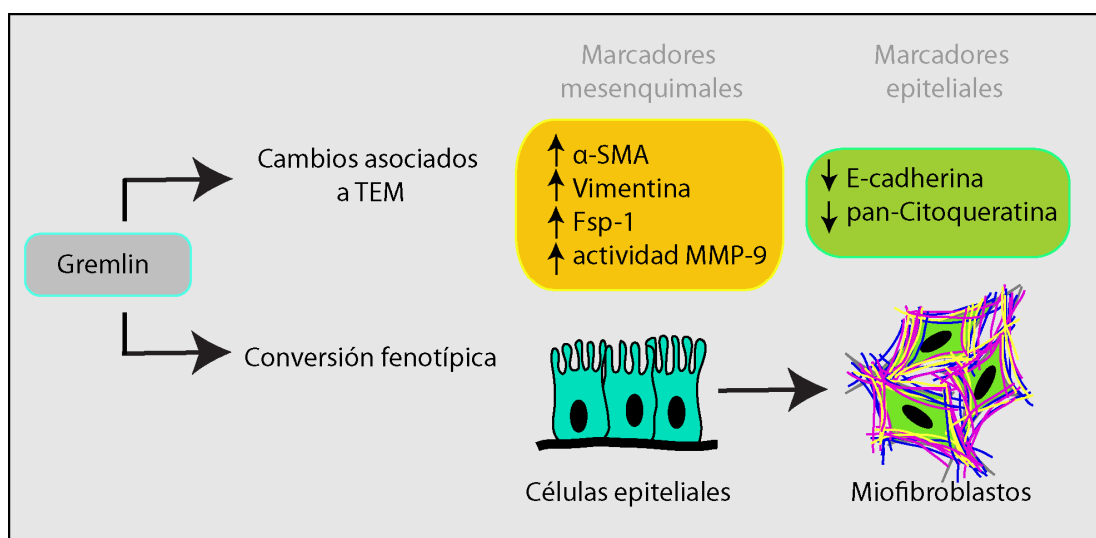 Marcadores
mesenquimales
Marcadores
epiteliales
Cambios asociados
a TEM
↑ α-SMA
↑ Vimentina
↑ Fsp-1
↑ actividad MMP-9
↓ E-cadherina
↓ pan-Citoqueratina
Gremlin
Conversión fenotípica
Células epiteliales
Miofibroblastos